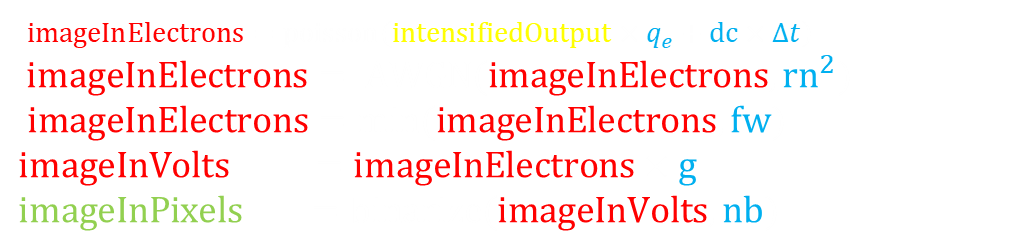 imageInElectrons intensifiedOutput qₑ dc Δt
imageInElectrons imageInElectrons rn²
imageInElectrons imageInElectrons fw
imageInVolts imageInElectrons g
imageInPixels imageInVolts nb